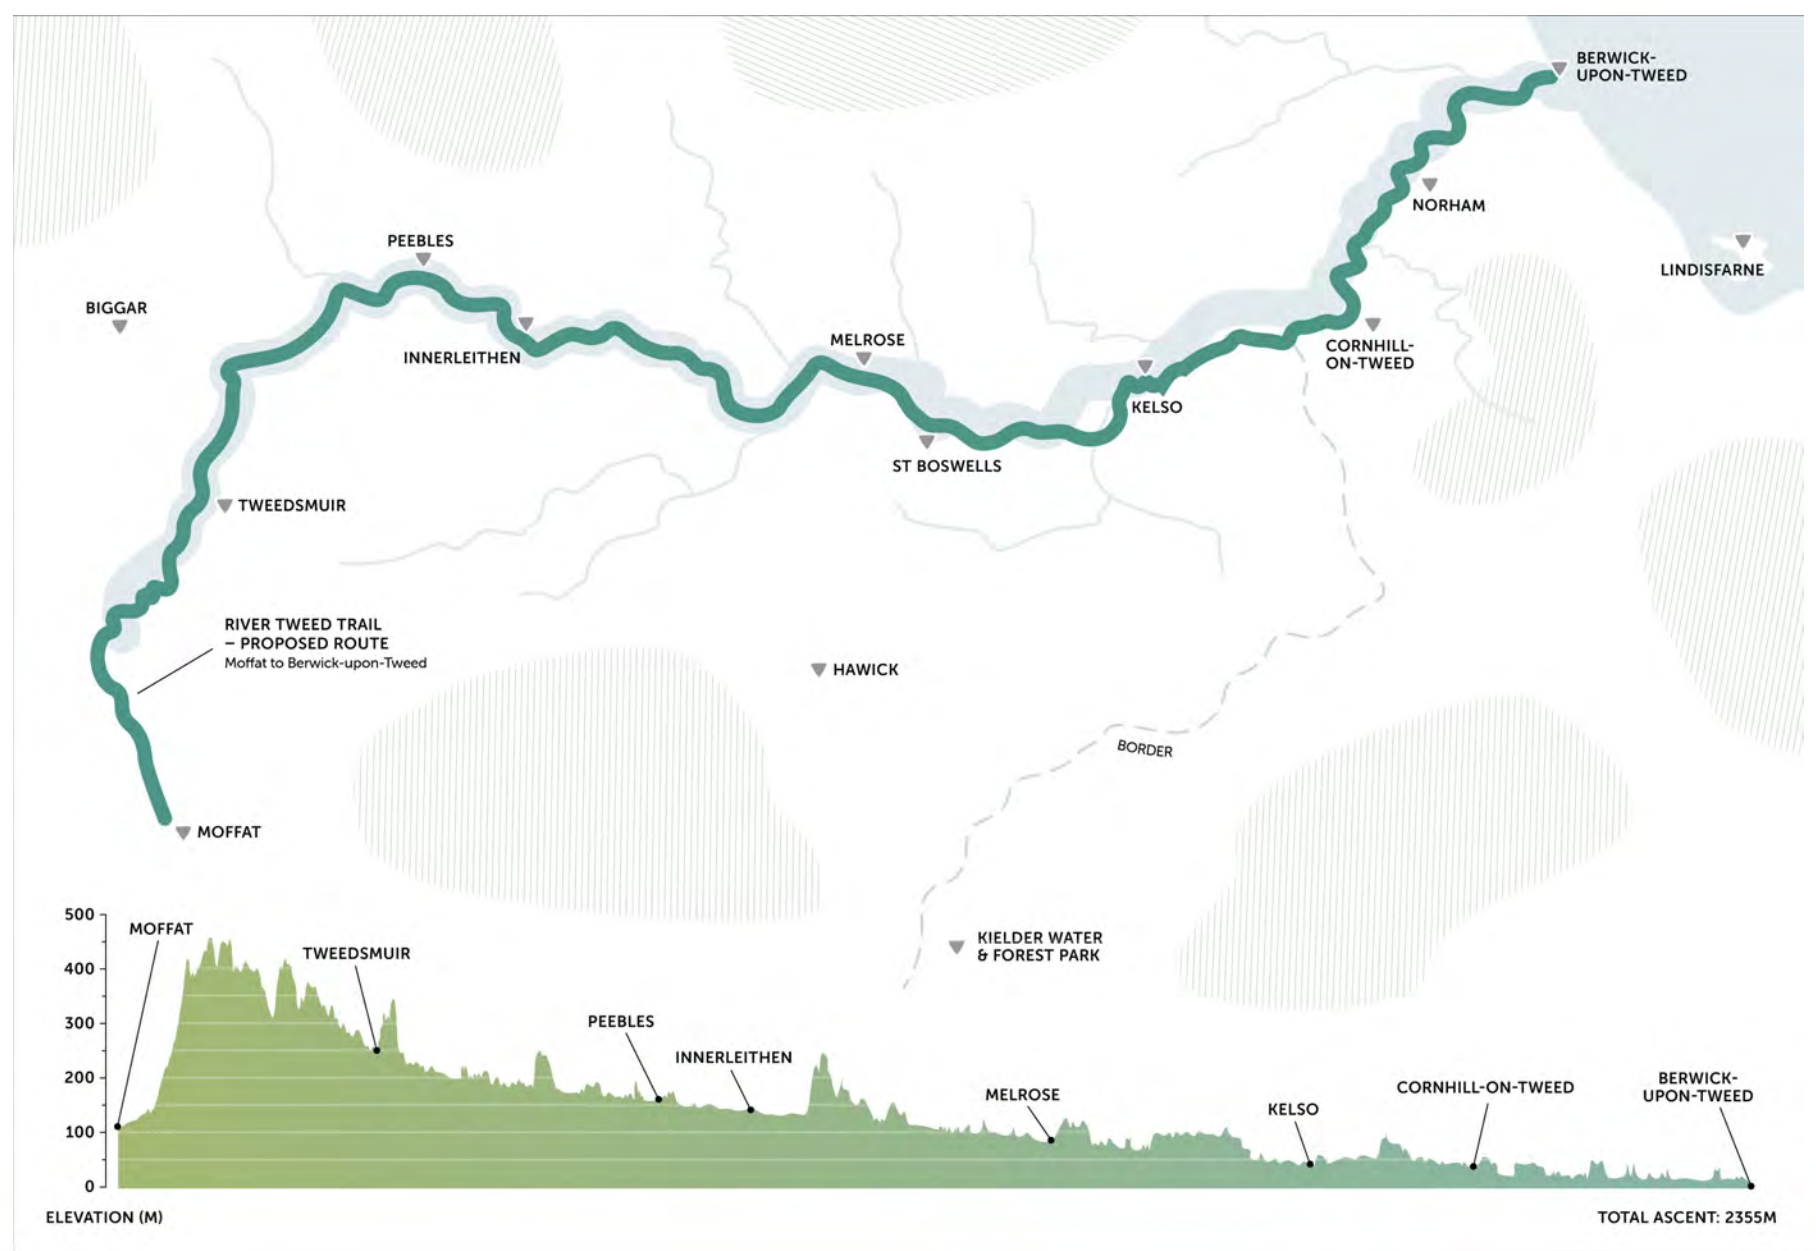 BERWICK-
UPON-TWEED
NORHAM
LINDISFARNE
PEEBLES
BIGGAR
INNERLEITHEN
MELROSE
CORNHILL-
ON-TWEED
KELSO
ST BOSWELLS
TWEEDSMUIR
RIVER TWEED TRAIL
– PROPOSED ROUTE
Moffat to Berwick-upon-Tweed
HAWICK
BORDER
MOFFAT
KIELDER WATER
& FOREST PARK
500
400
300
200
100
0
MOFFAT
TWEEDSMUIR
PEEBLES
INNERLEITHEN
MELROSE
KELSO
CORNHILL-ON-TWEED
BERWICK-
UPON-TWEED
ELEVATION (M)
TOTAL ASCENT: 2355M